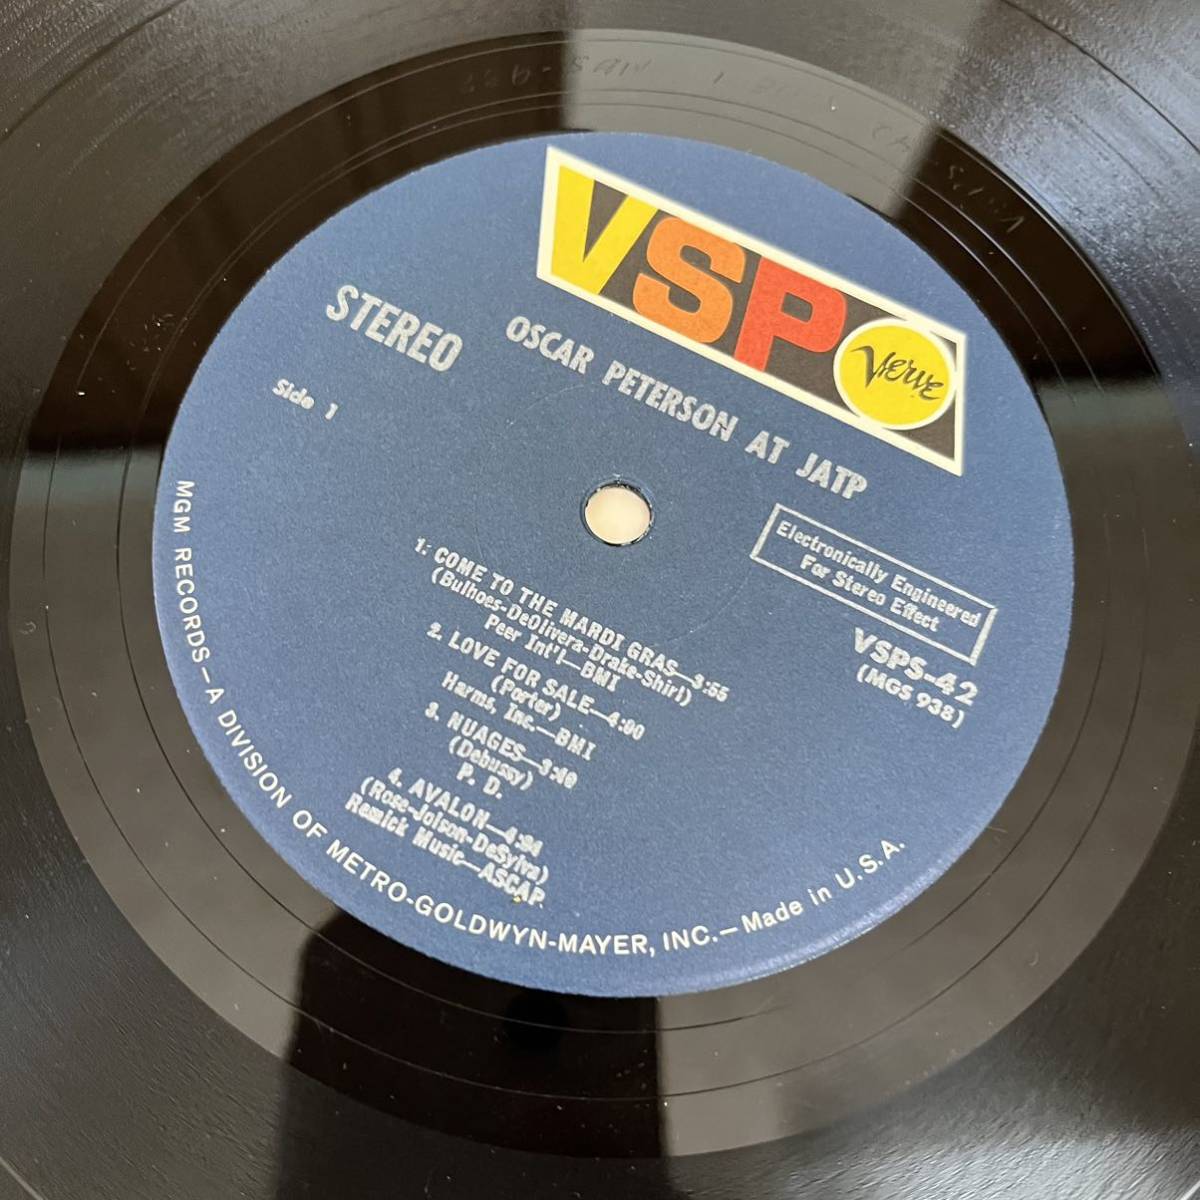 VSP
Verve
STEREO
OSCAR PETERSON AT JATP
Side 1
Electronically Engineered
For Stereo Effect
VSPS-42
(MGS 938)
1. COME TO THE MARDI GRAS—3:55
(Bulhoes-DeOlivera-Drake-Shirl)
Peer Int'l—BMI
2. LOVE FOR SALE—4:00
(Porter)
Harms, Inc.—BMI
3. NUAGES—3:40
(Debussy)
P. D.
4. AVALON—4:04
(Rose-Jolson-DeSylva)
Remick Music—ASCAP
MGM RECORDS—A DIVISION OF METRO-GOLDWYN-MAYER, INC.—Made in U.S.A.